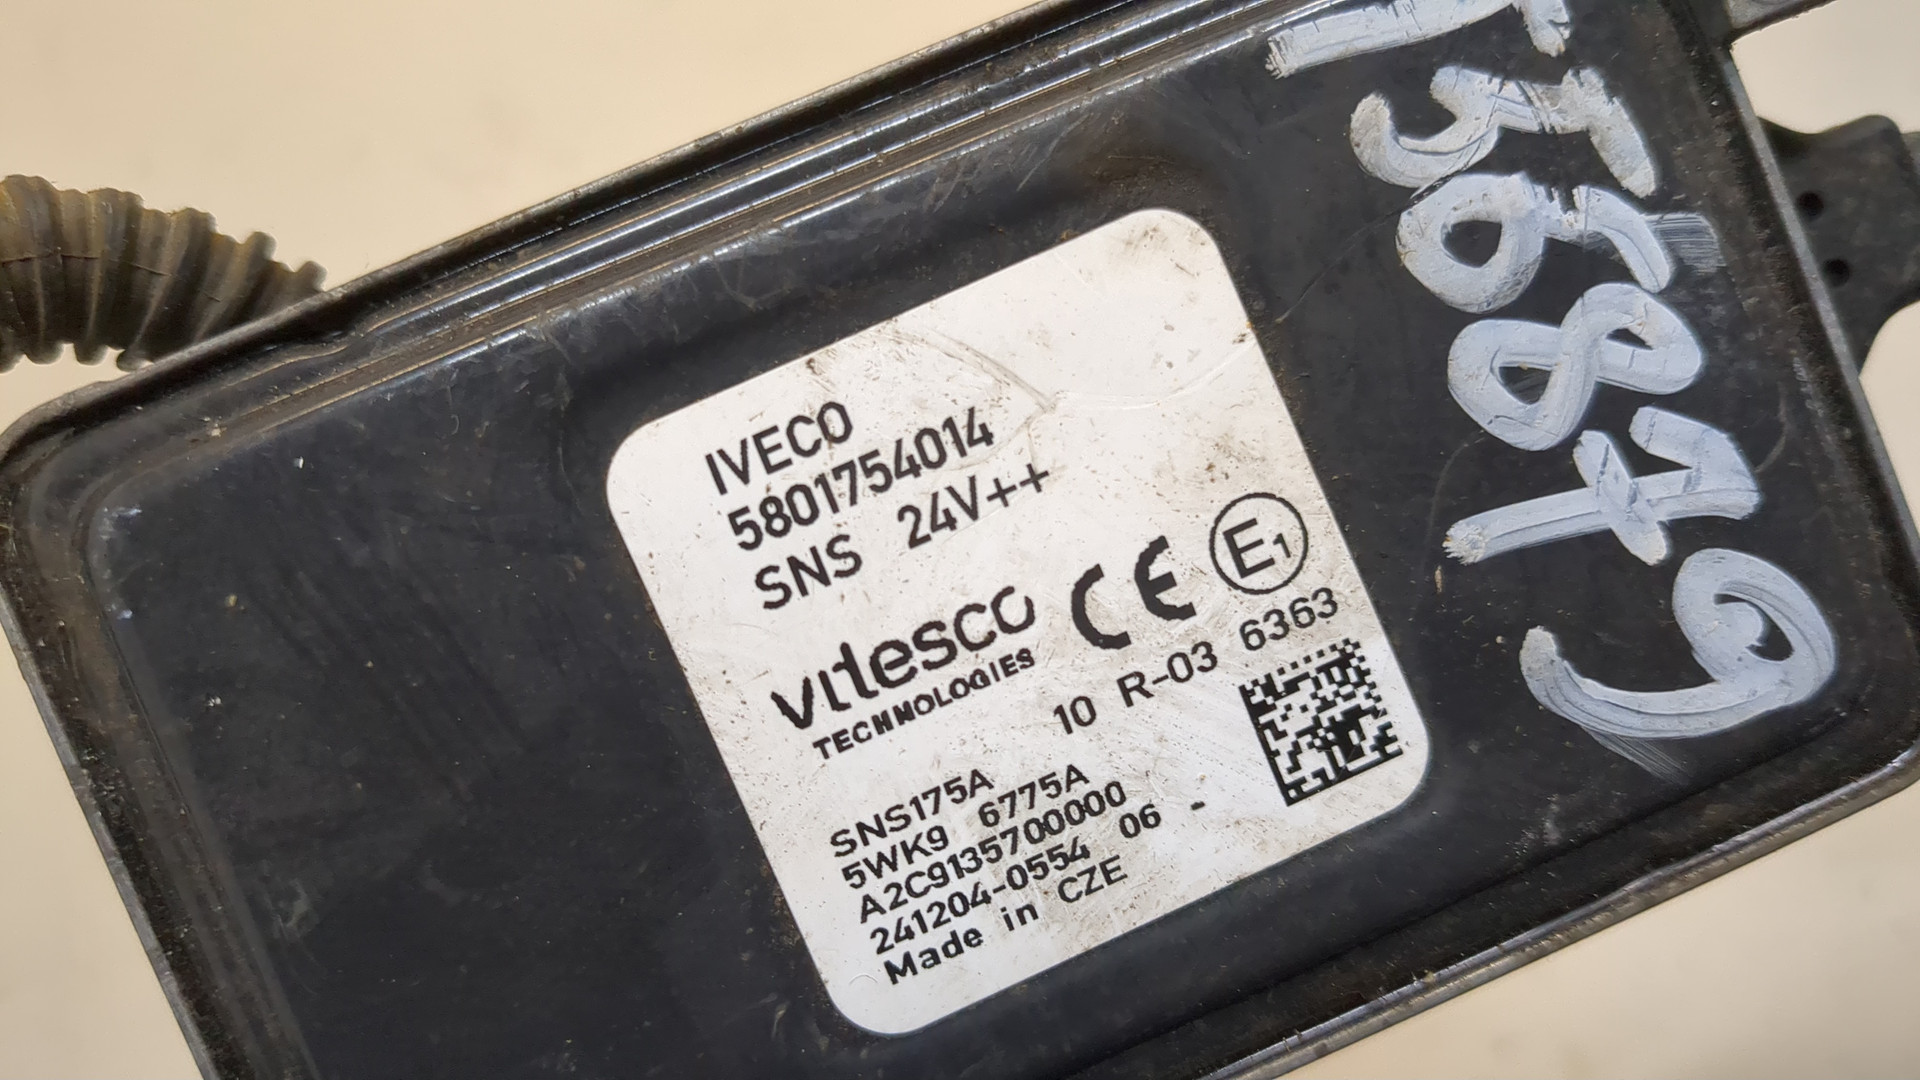 IVECO
5801754014
SNS 24V++
vitesco
TECHNOLOGIES
CE
E1
10 R-03 6363
SNS175A
5WK9 6775A
A2C9135700000
241204-0554 06 -
Made in CZE